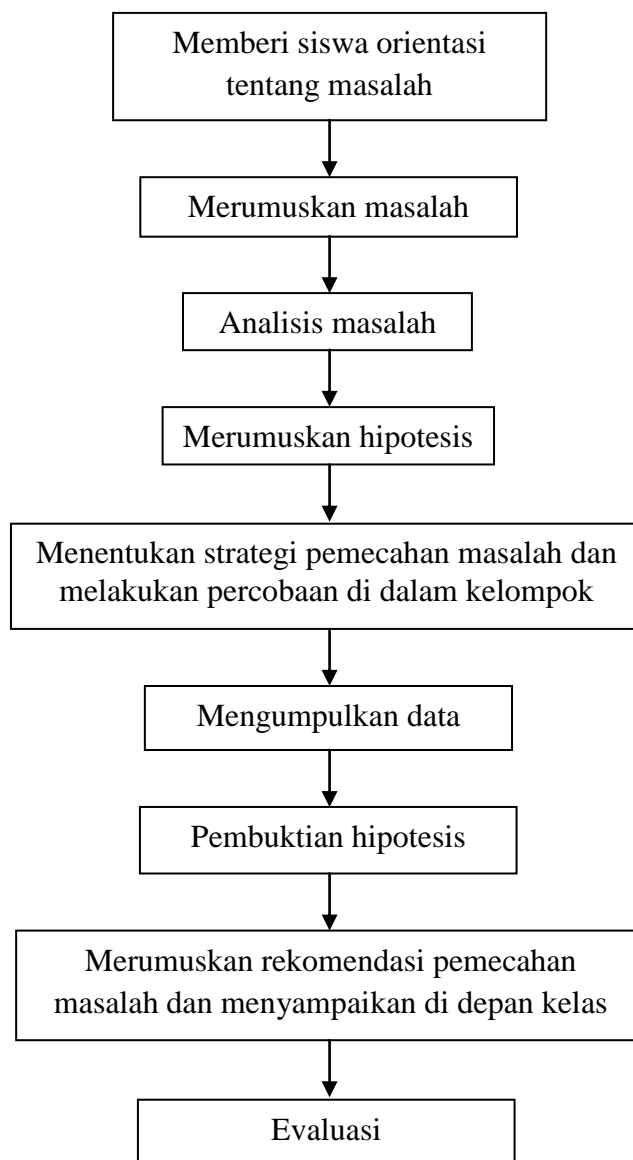 Memberi siswa orientasi
tentang masalah
Merumuskan masalah
Analisis masalah
Merumuskan hipotesis
Menentukan strategi pemecahan masalah dan
melakukan percobaan di dalam kelompok
Mengumpulkan data
Pembuktian hipotesis
Merumuskan rekomendasi pemecahan
masalah dan menyampaikan di depan kelas
Evaluasi